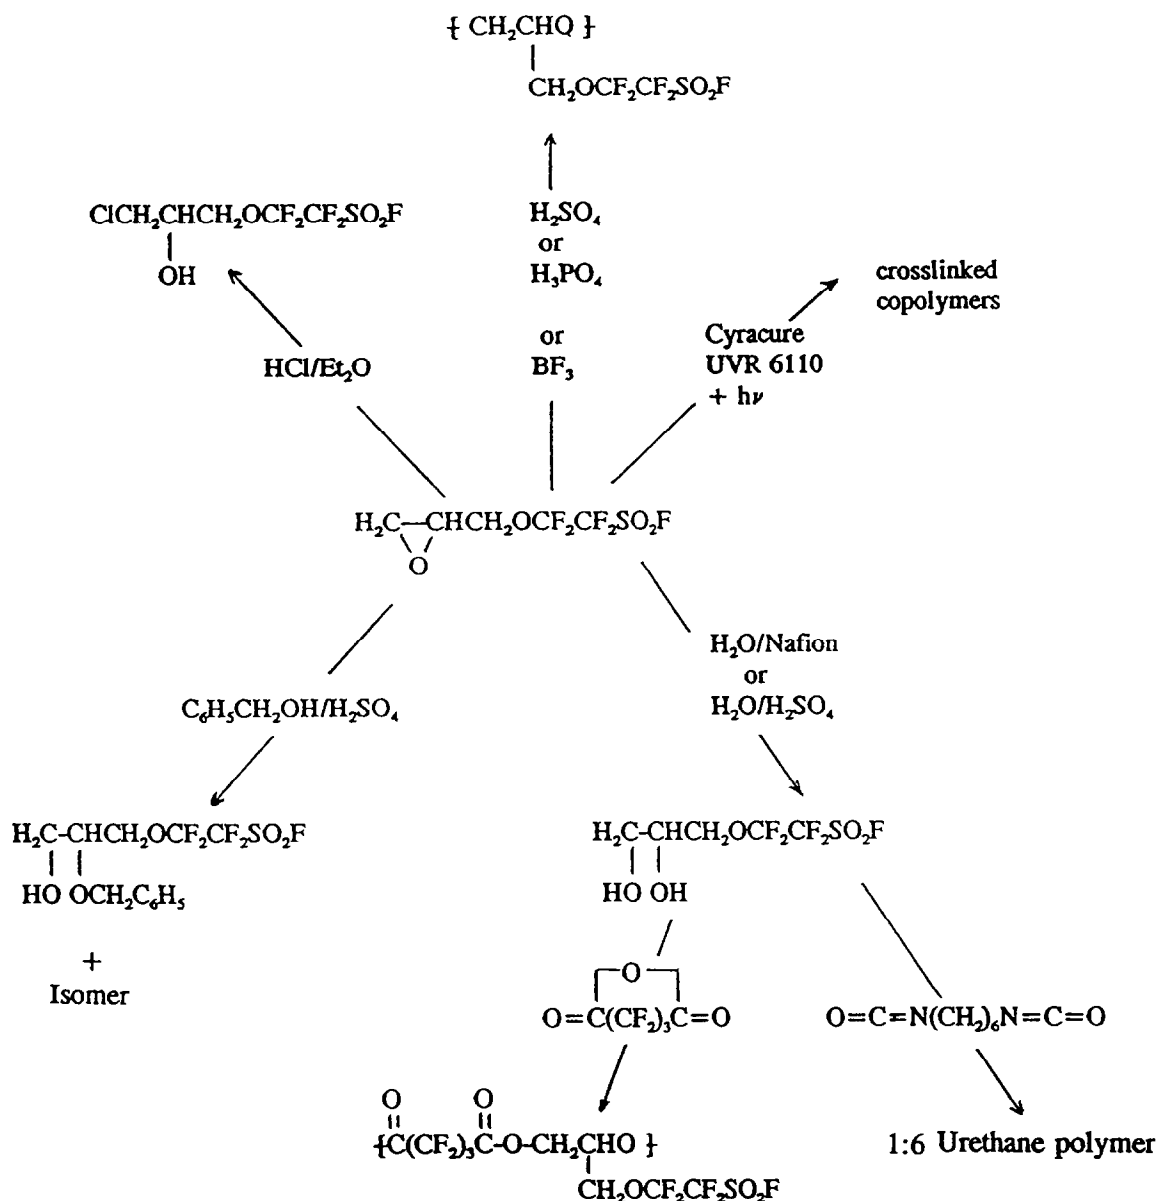 { CH₂CHO }
CH₂OCF₂CF₂SO₂F
ClCH₂CHCH₂OCF₂CF₂SO₂F
OH
H₂SO₄
or
H₃PO₄
or
BF₃
HCl/Et₂O
crosslinked
copolymers
Cyracure
UVR 6110
+ hν
H₂C—CHCH₂OCF₂CF₂SO₂F
O
C₆H₅CH₂OH/H₂SO₄
H₂O/Nafion
or
H₂O/H₂SO₄
H₂C-CHCH₂OCF₂CF₂SO₂F
HO OCH₂C₆H₅
+
Isomer
H₂C-CHCH₂OCF₂CF₂SO₂F
HO OH
O
O=C(CF₂)₃C=O
O=C=N(CH₂)₆N=C=O
O O
{C(CF₂)₃C-O-CH₂CHO }
CH₂OCF₂CF₂SO₂F
1:6 Urethane polymer